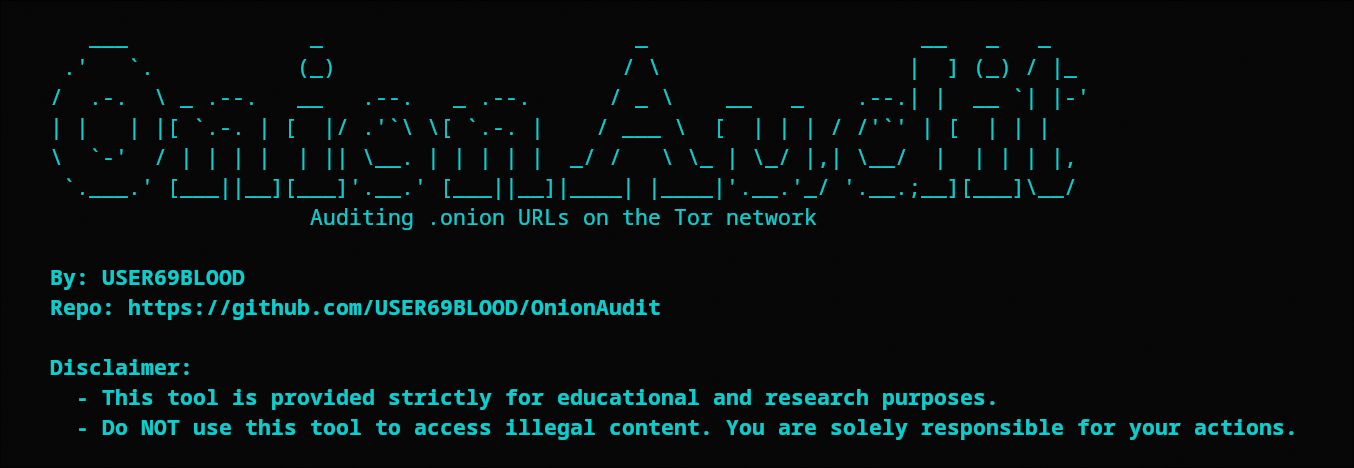 OnionAudit
Auditing .onion URLs on the Tor network
By: USER69BLOOD
Repo: https://github.com/USER69BLOOD/OnionAudit
Disclaimer:
- This tool is provided strictly for educational and research purposes.
- Do NOT use this tool to access illegal content. You are solely responsible for your actions.